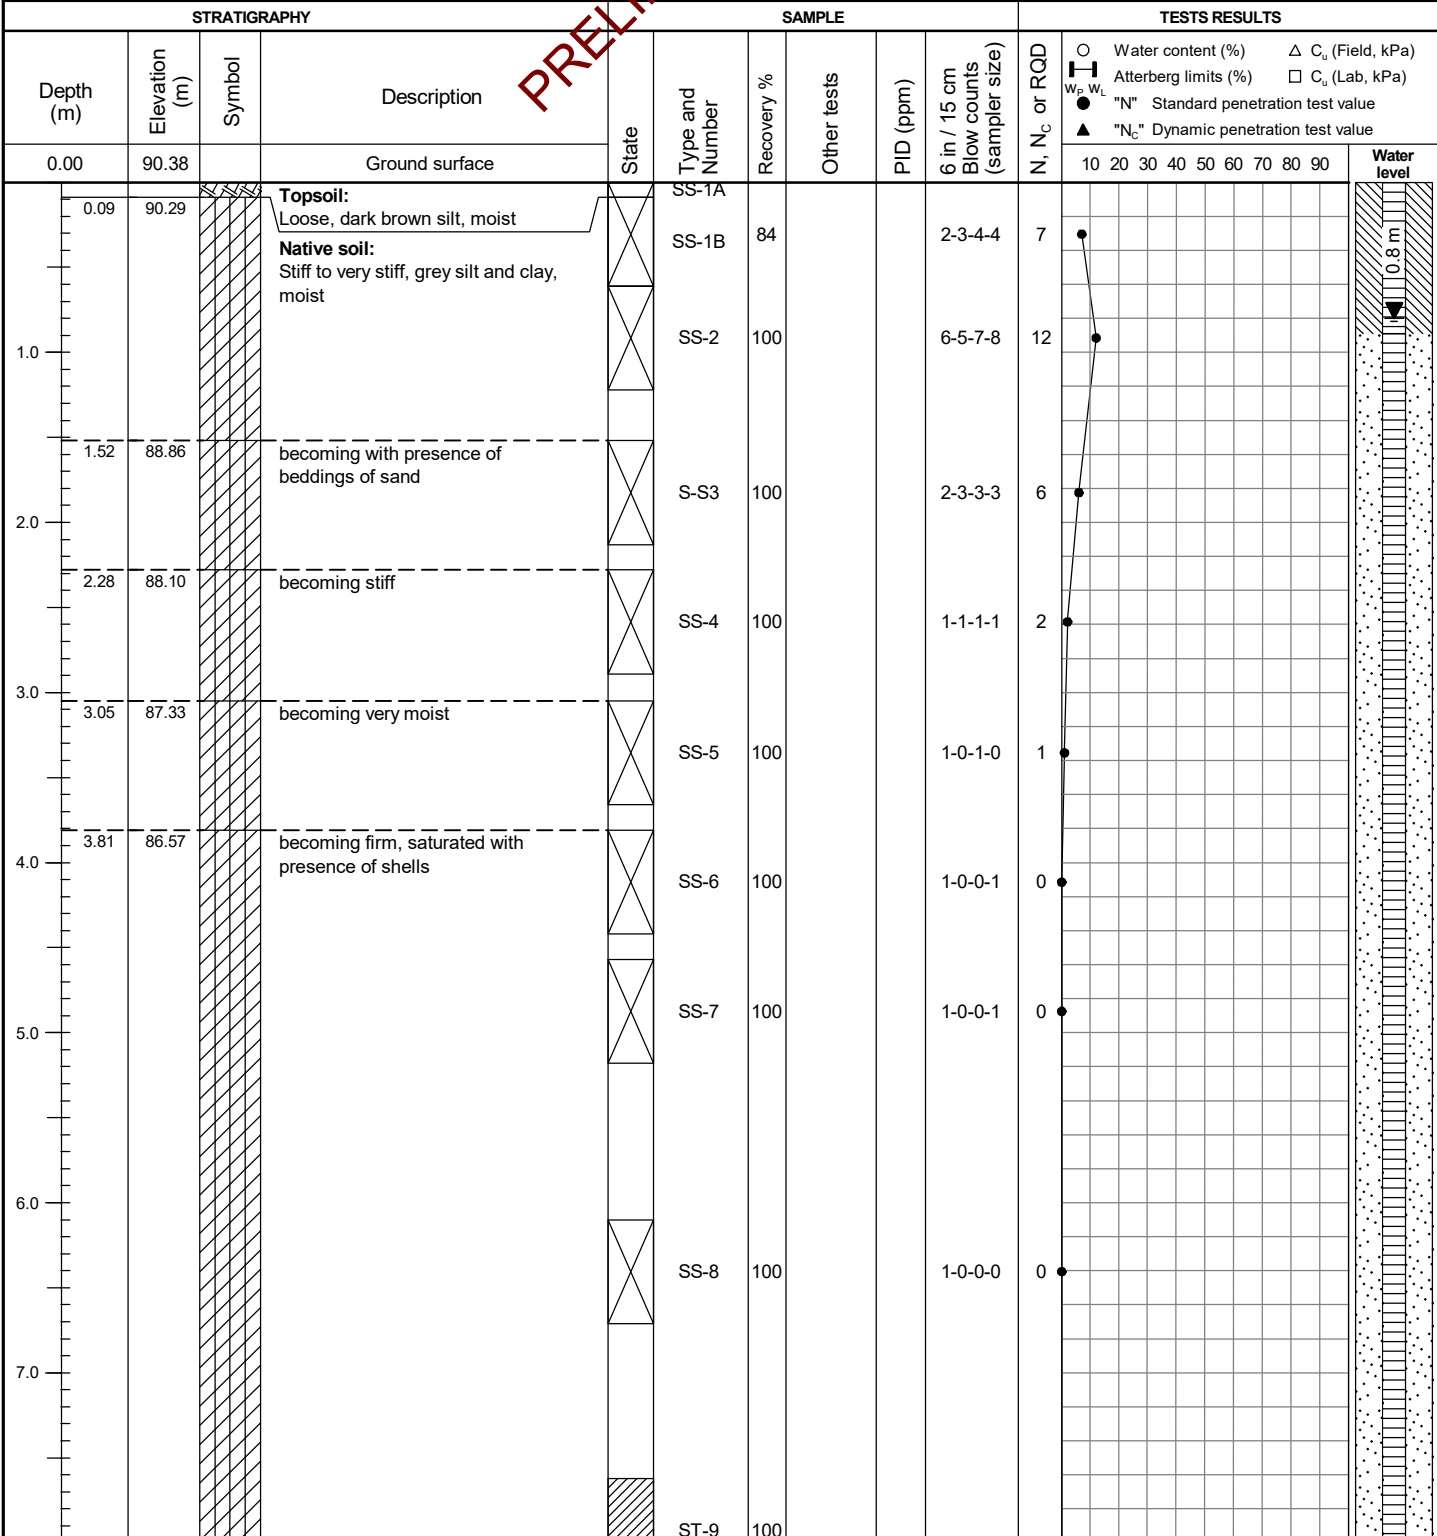 STRATIGRAPHY SAMPLE TESTS RESULTS
PRELI
Depth (m)
Elevation (m)
Symbol
Description
State
Type and Number
Recovery %
Other tests
PID (ppm)
6 in / 15 cm Blow counts (sampler size)
N, NC or RQD
Water content (%)
Cu (Field, kPa)
Atterberg limits (%)
Cu (Lab, kPa)
WP WL
"N" Standard penetration test value
"NC" Dynamic penetration test value
0.00 90.38 Ground surface
10 20 30 40 50 60 70 80 90
Water level
0.09 90.29 Topsoil:
Loose, dark brown silt, moist
SS-1A
Native soil:
Stiff to very stiff, grey silt and clay,
moist
SS-1B 84 2-3-4-4 7
0.8 m
1.0
SS-2 100 6-5-7-8 12
1.52 88.86 becoming with presence of
beddings of sand
S-S3 100 2-3-3-3 6
2.0
2.28 88.10 becoming stiff
SS-4 100 1-1-1-1 2
3.0
3.05 87.33 becoming very moist
SS-5 100 1-0-1-0 1
3.81 86.57 becoming firm, saturated with
presence of shells
4.0
SS-6 100 1-0-0-1 0
SS-7 100 1-0-0-1 0
5.0
6.0
SS-8 100 1-0-0-0 0
7.0
ST-9 100